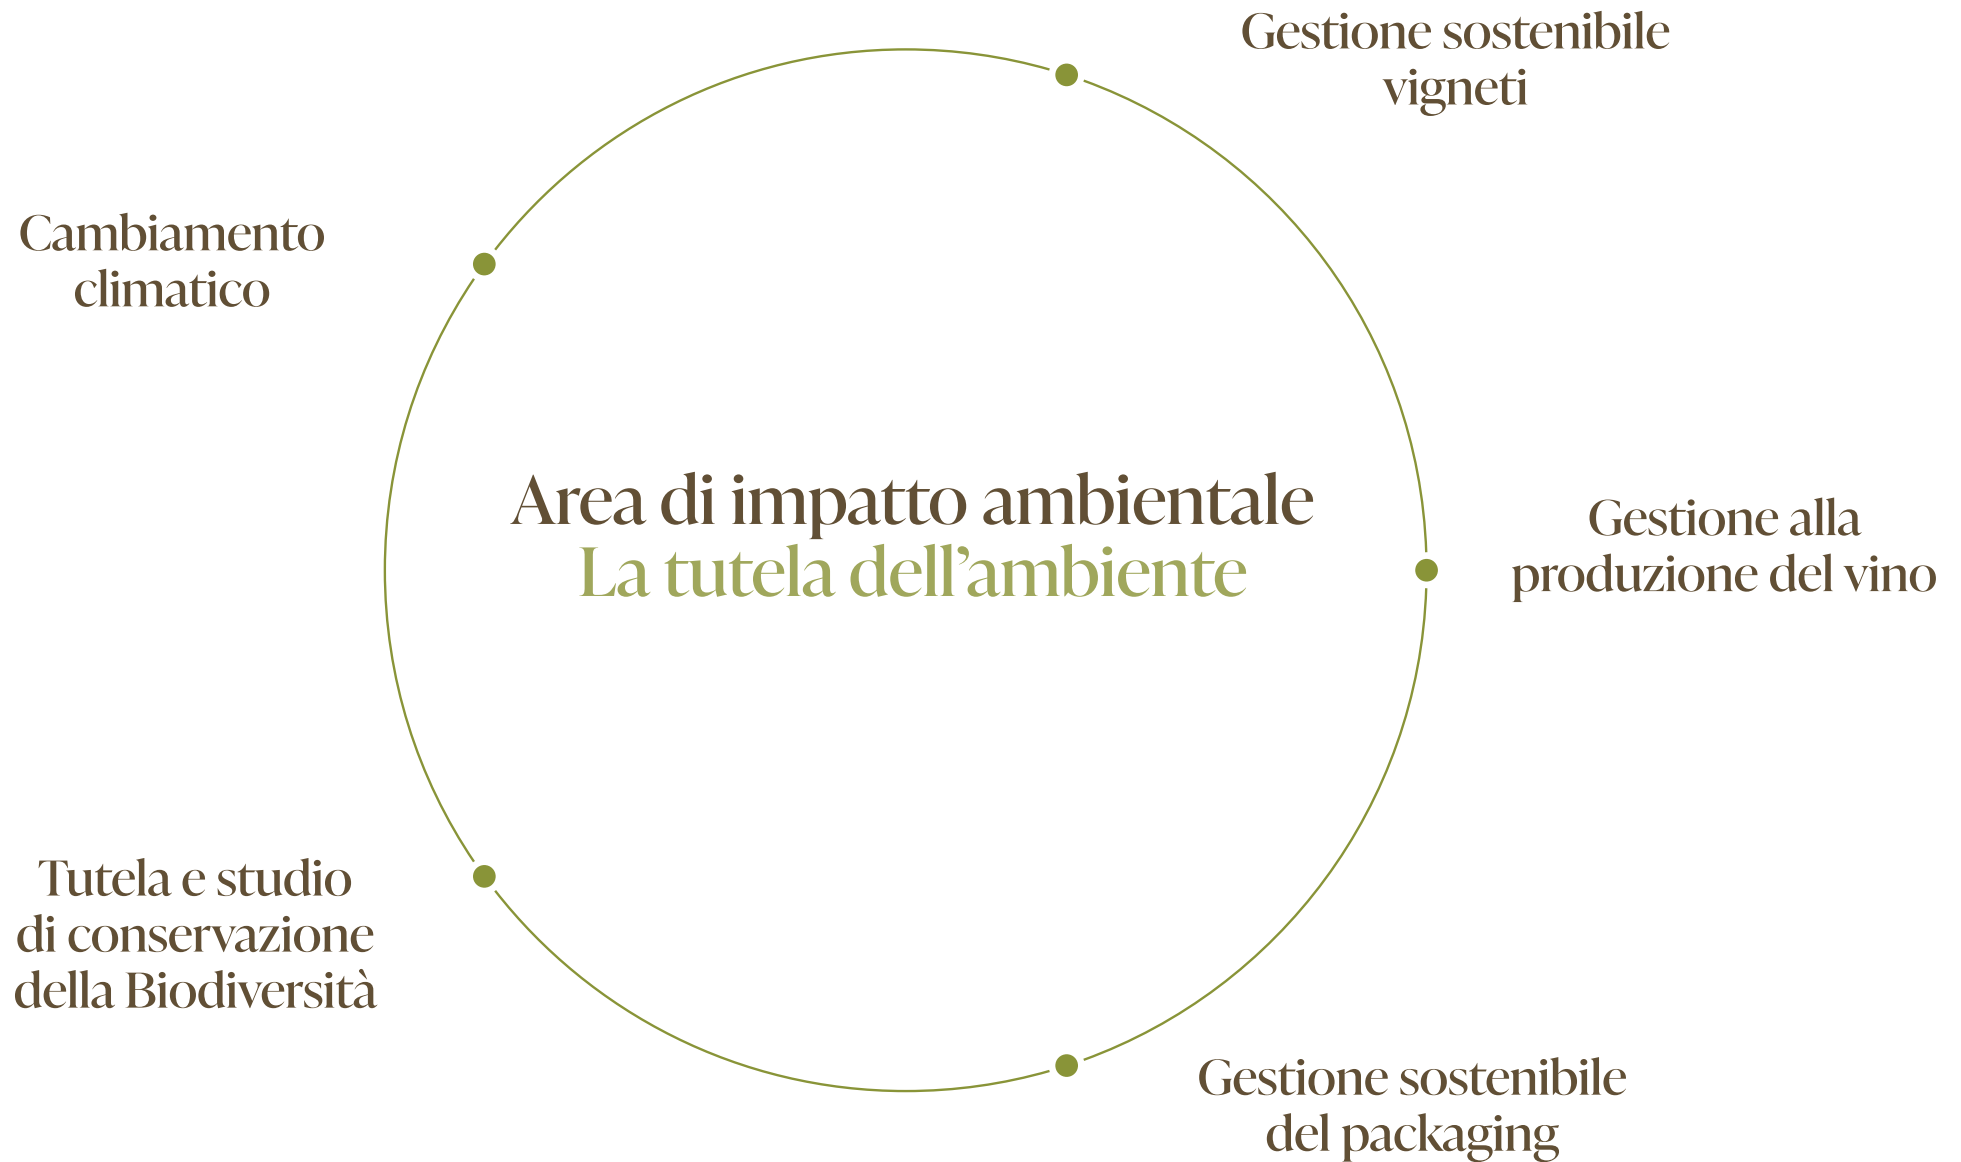 Gestione sostenibile
vigneti
Cambiamento
climatico
Area di impatto ambientale
La tutela dell’ambiente
Gestione alla
produzione del vino
Tutela e studio
di conservazione
della Biodiversità
Gestione sostenibile
del packaging